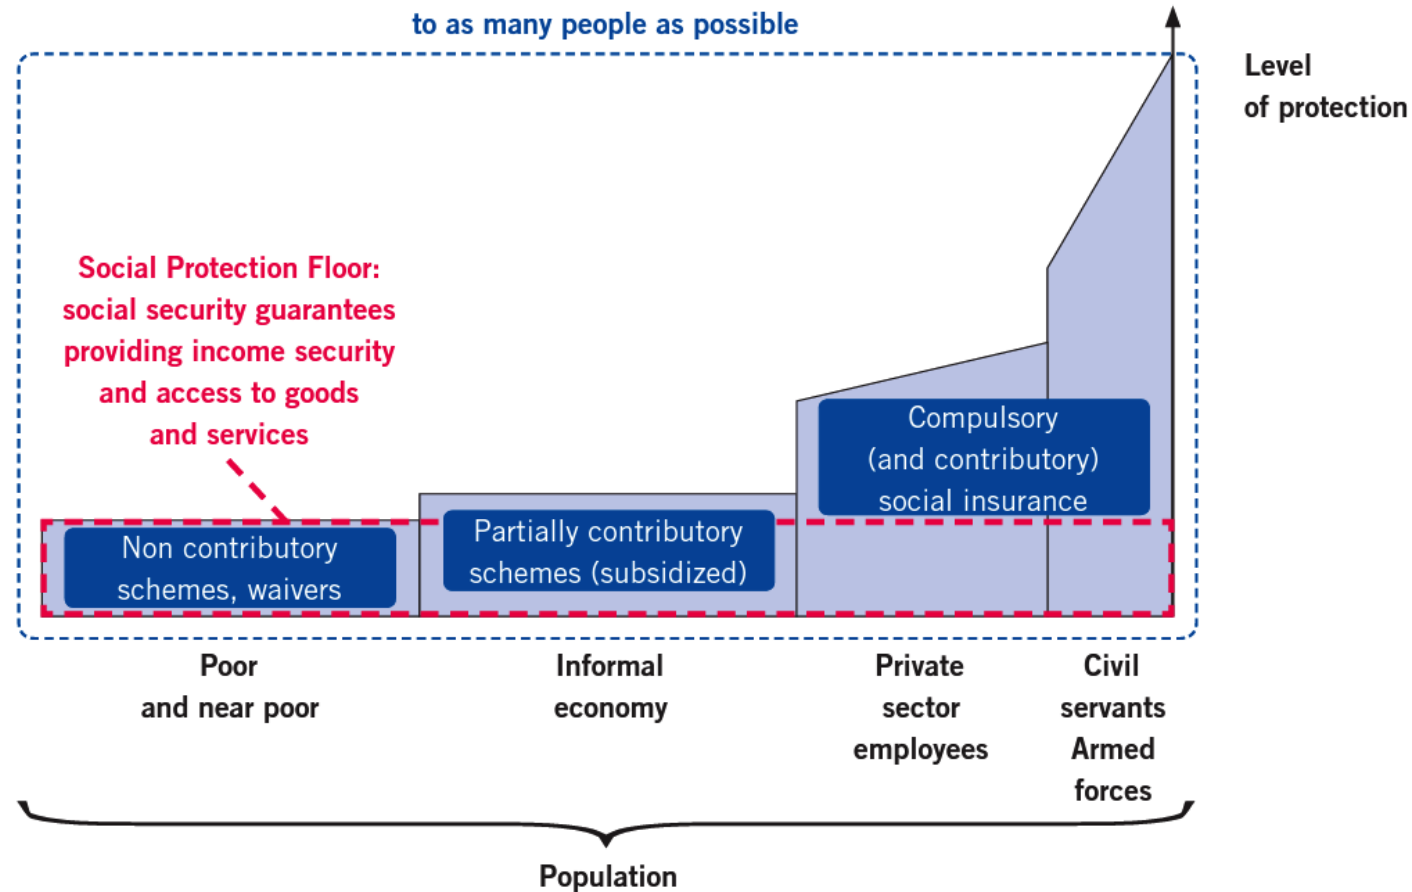 to as many people as possible
Level
of protection
Social Protection Floor:
social security guarantees
providing income security
and access to goods
and services
Compulsory
(and contributory)
social insurance
Partially contributory
schemes (subsidized)
Non contributory
schemes, waivers
Poor
and near poor
Informal
economy
Private
sector
employees
Civil
servants
Armed
forces
Population